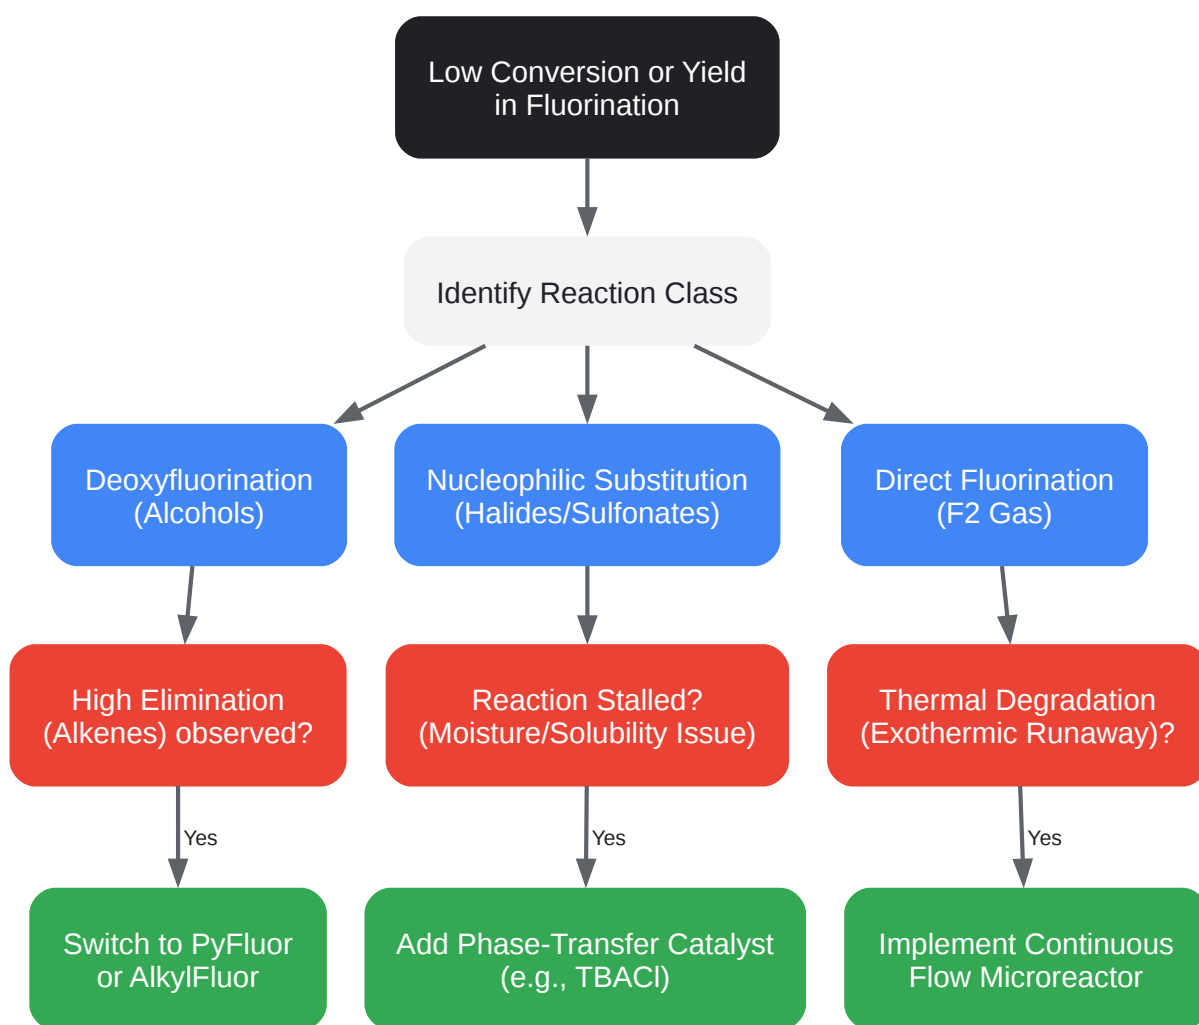 Low Conversion or Yield
in Fluorination
Identify Reaction Class
Deoxyfluorination
(Alcohols)
Nucleophilic Substitution
(Halides/Sulfonates)
Direct Fluorination
(F2 Gas)
High Elimination
(Alkenes) observed?
Reaction Stalled?
(Moisture/Solubility Issue)
Thermal Degradation
(Exothermic Runaway)?
Yes
Yes
Yes
Switch to PyFluor
or AlkylFluor
Add Phase-Transfer Catalyst
(e.g., TBACl)
Implement Continuous
Flow Microreactor